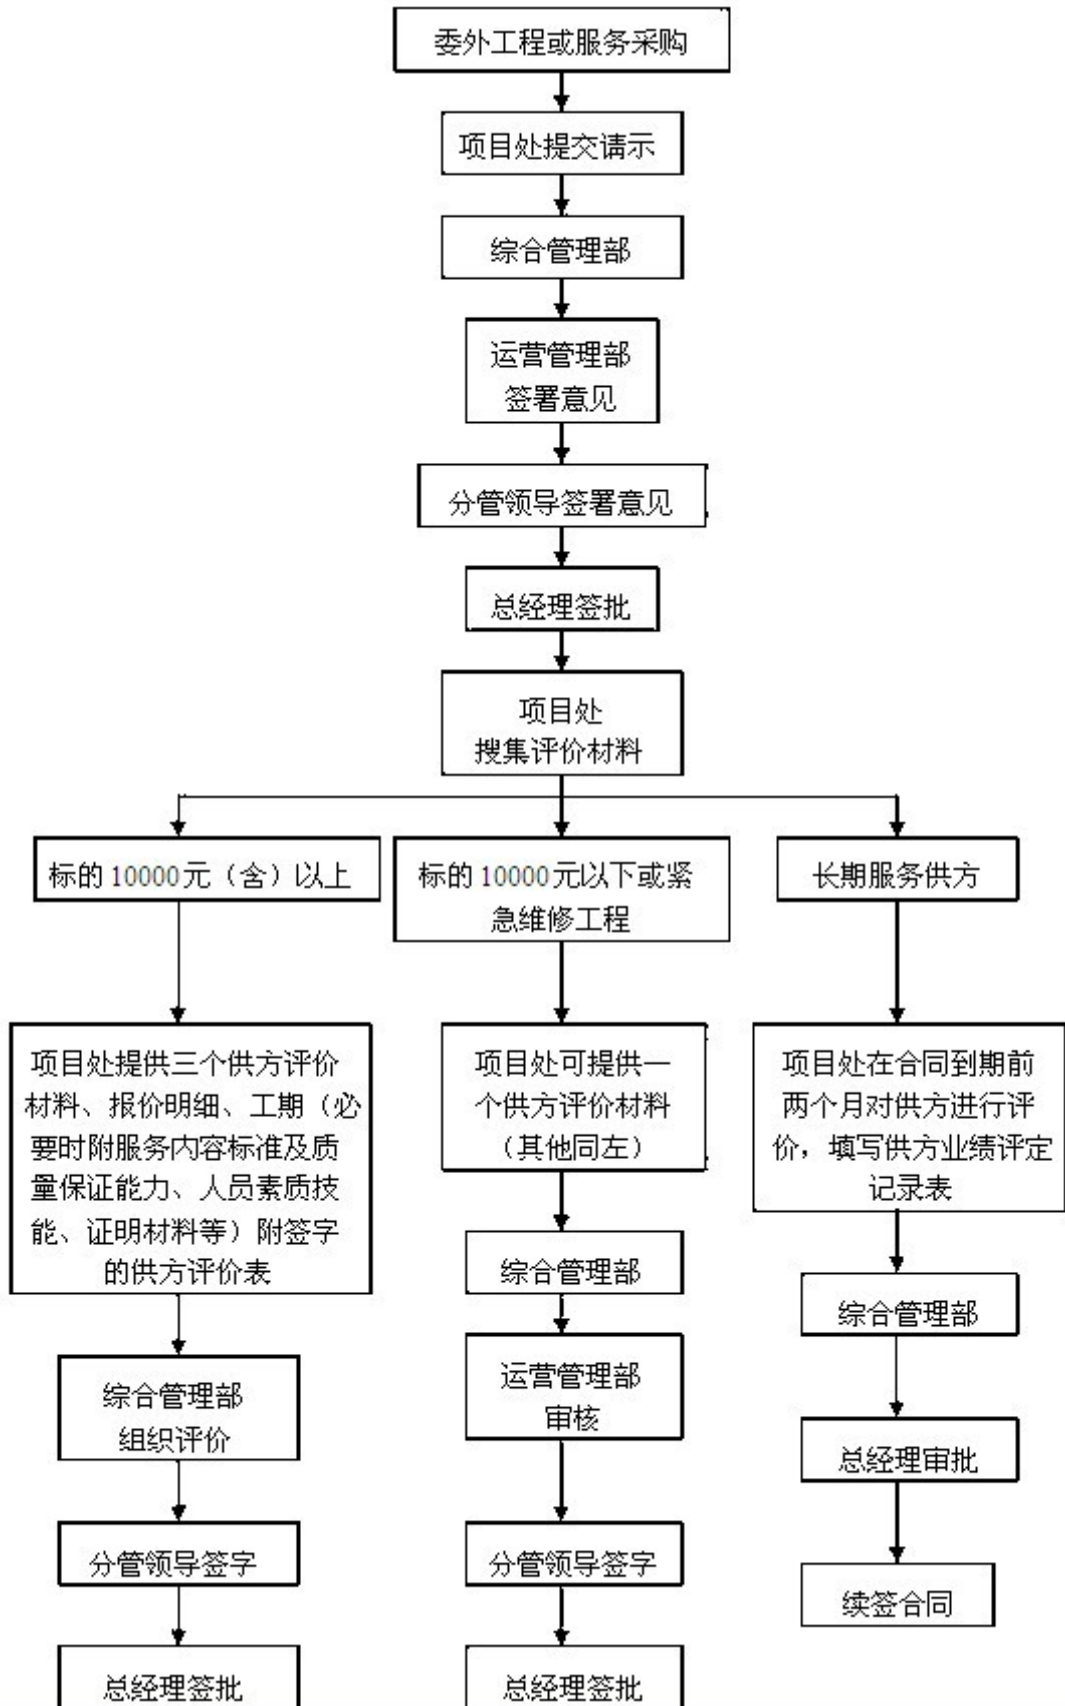 委外工程或服务采购
项目处提交请示
综合管理部
运营管理部
签署意见
分管领导签署意见
总经理签批
项目处
搜集评价材料
标的10000元（含）以上
标的10000元以下或紧
急维修工程
长期服务供方
项目处提供三个供方评价
材料、报价明细、工期（必
要时附服务内容标准及质
量保证能力、人员素质技
能、证明材料等）附签字
的供方评价表
项目处可提供一
个供方评价材料
（其他同左）
项目处在合同到期前
两个月对供方进行评
价，填写供方业绩评定
记录表
综合管理部
组织评价
综合管理部
运营管理部
审核
综合管理部
总经理审批
分管领导签字
分管领导签字
续签合同
总经理签批
总经理签批